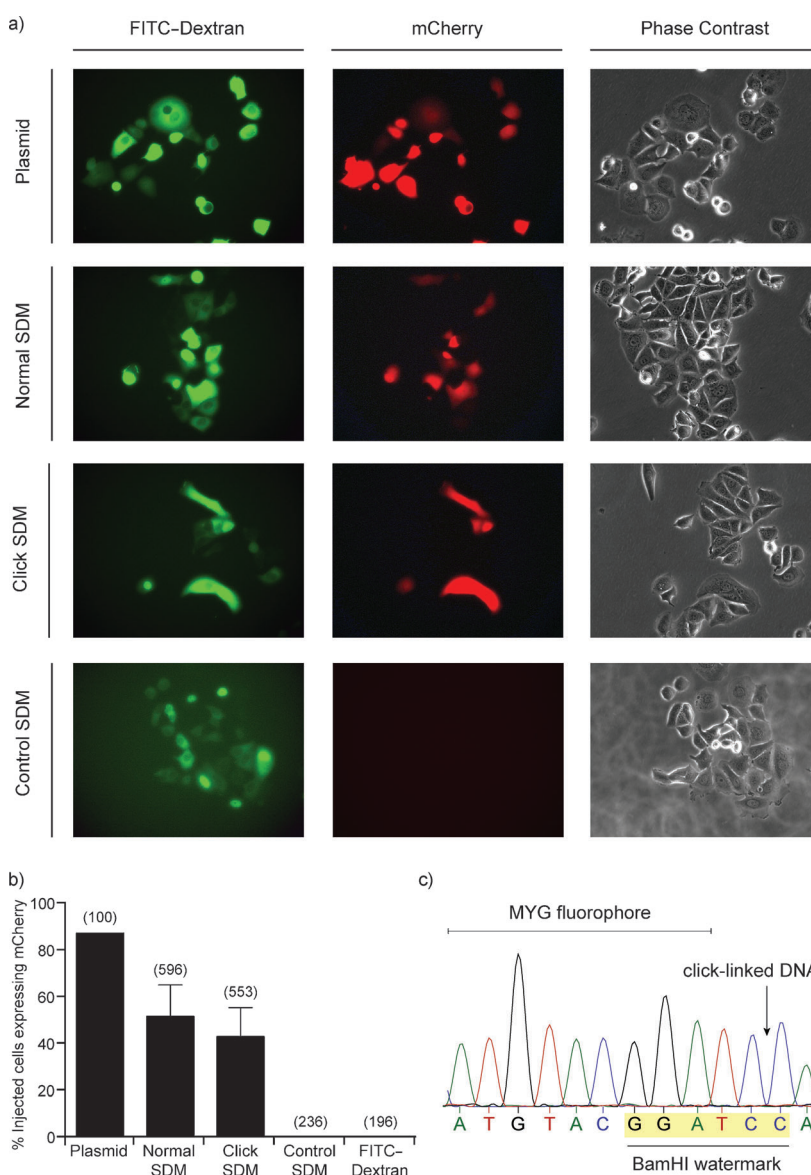 a)
FITC–Dextran
mCherry
Phase Contrast
Plasmid
Normal SDM
Click SDM
Control SDM
b)
% Injected cells expressing mCherry
100
80
60
40
20
0
(100)
(596)
(553)
(236)
(196)
Plasmid
Normal
SDM
Click
SDM
Control
SDM
FITC–
Dextran
c)
MYG fluorophore
click-linked DNA
A T G T A C G G A T C C A
BamHI watermark